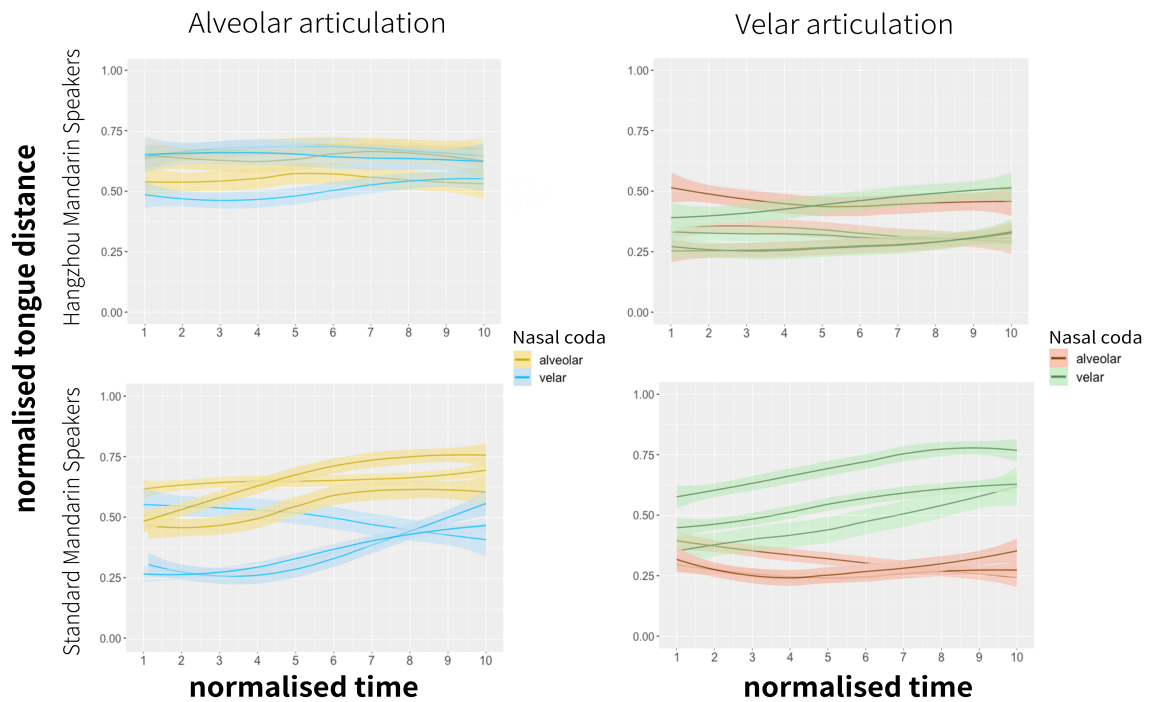 Alveolar articulation
Velar articulation
normalised tongue distance
Hangzhou Mandarin Speakers
1.00
0.75
0.50
0.25
0.00
1 2 3 4 5 6 7 8 9 10
1.00
0.75
0.50
0.25
0.00
1 2 3 4 5 6 7 8 9 10
Nasal coda
alveolar
velar
Nasal coda
alveolar
velar
Standard Mandarin Speakers
1.00
0.75
0.50
0.25
0.00
1 2 3 4 5 6 7 8 9 10
1.00
0.75
0.50
0.25
0.00
1 2 3 4 5 6 7 8 9 10
normalised time
normalised time